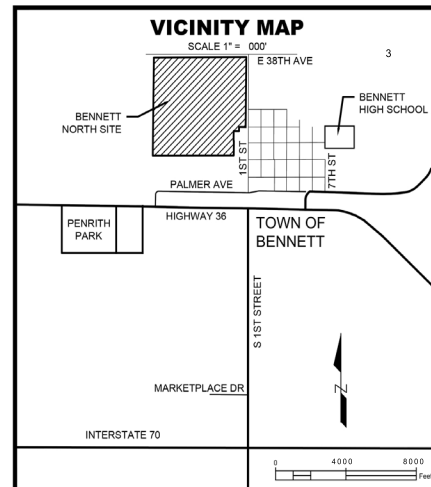 VICINITY MAP
SCALE 1" = 000'
E 38TH AVE
3
BENNETT
NORTH SITE
BENNETT
HIGH SCHOOL
1ST ST
7TH ST
PALMER AVE
HIGHWAY 36
PENRITH
PARK
TOWN OF
BENNETT
S 1ST STREET
N
MARKETPLACE DR
INTERSTATE 70
0 4000 8000
Feet